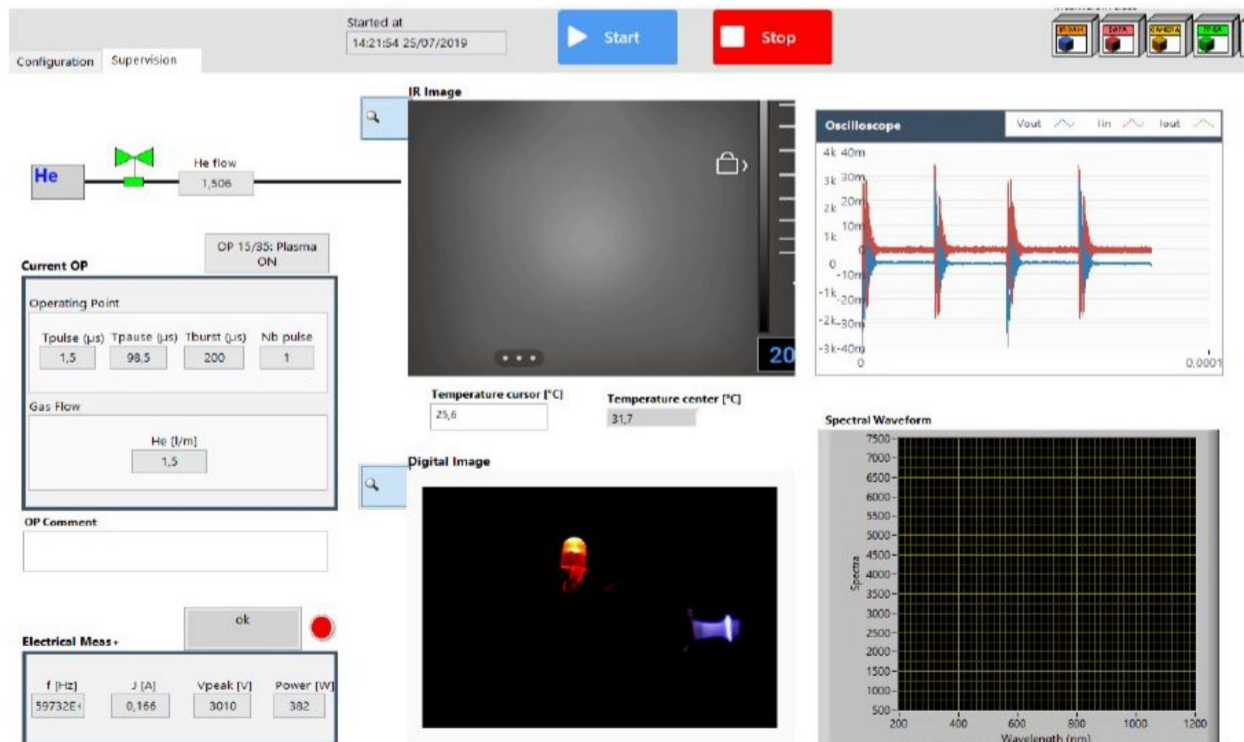 Started at
14:21:54 25/07/2019
Start
Stop
DATA
CAMERA
Configuration
Supervision
IR Image
He
He flow
1,506
OP 15/35: Plasma
ON
Current OP
Operating Point
Tpulse (µs) Tpause (µs) Tburst (µs) Nb pulse
1,5 98,5 200 1
Gas Flow
He [l/m]
1,5
OP Comment
ok
Electrical Meas+
f [Hz] J [A] Vpeak [V] Power [W]
59732E+ 0,166 3010 382
20
Temperature cursor [°C]
25,6
Temperature center [°C]
31,7
Digital Image
Oscilloscope
Vout Iin Iout
4k 40m
3k 30m
2k 20m
1k 10m
0 0
-1k -10m
-2k -20m
-30m
-3k -40m
0 0,0001
Spectral Waveform
Spectra
7500
7000
6500
6000
5500
5000
4500
4000
3500
3000
2500
2000
1500
1000
500
200 400 600 800 1000 1200
Wavelength (nm)